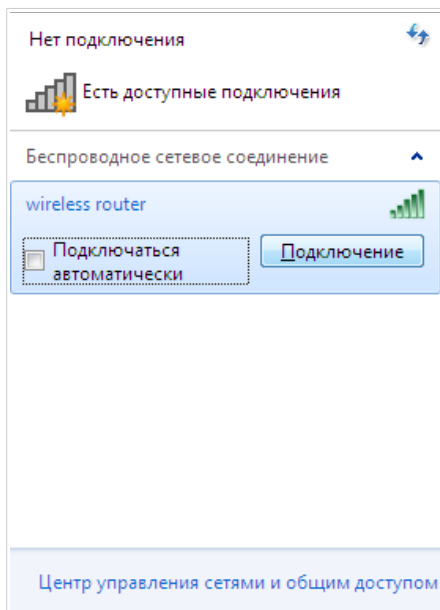 Нет подключения
Есть доступные подключения
Беспроводное сетевое соединение
wireless router
Подключаться
автоматически
Подключение
Центр управления сетями и общим доступом